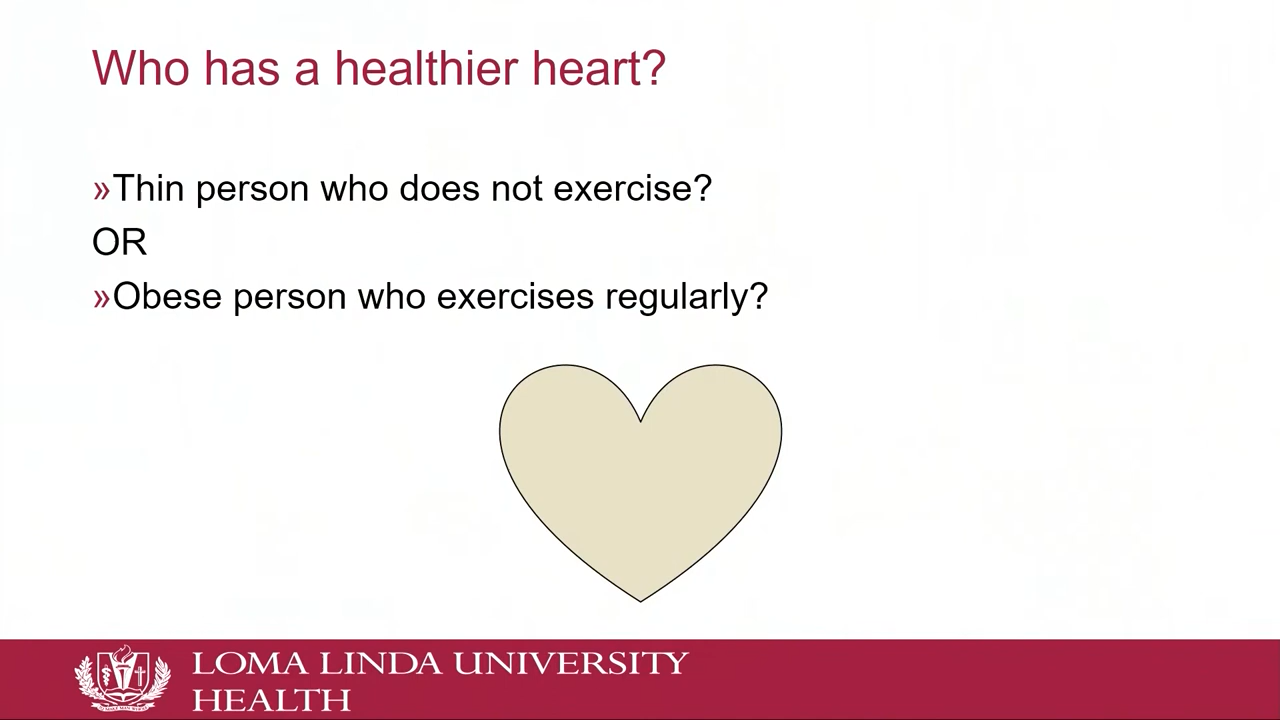 Who has a healthier heart?
»Thin person who does not exercise?
OR
»Obese person who exercises regularly?
LOMA LINDA UNIVERSITY
HEALTH